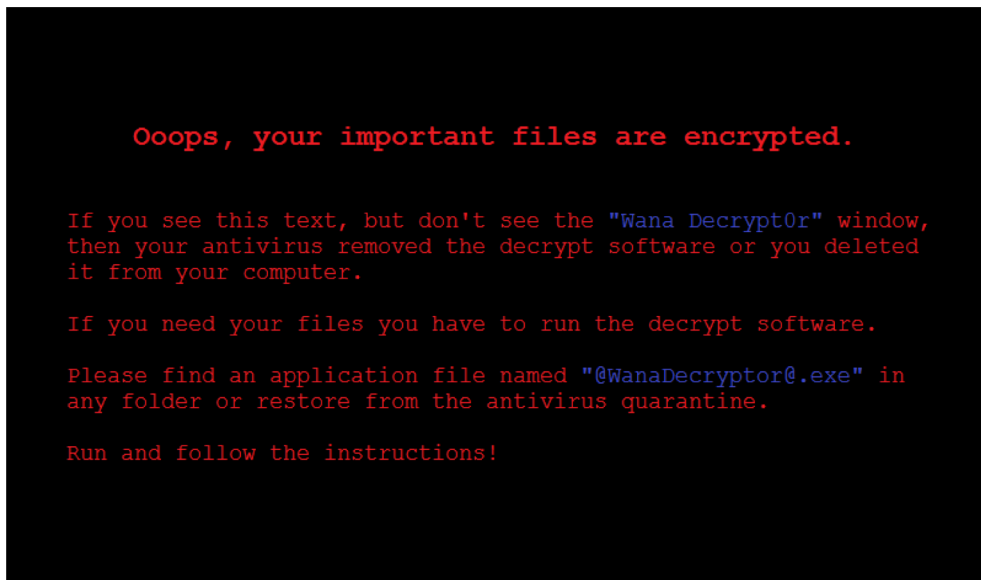 Ooops, your important files are encrypted.
If you see this text, but don't see the "Wana Decrypt0r" window,
then your antivirus removed the decrypt software or you deleted
it from your computer.
If you need your files you have to run the decrypt software.
Please find an application file named "@WanaDecryptor@.exe" in
any folder or restore from the antivirus quarantine.
Run and follow the instructions!